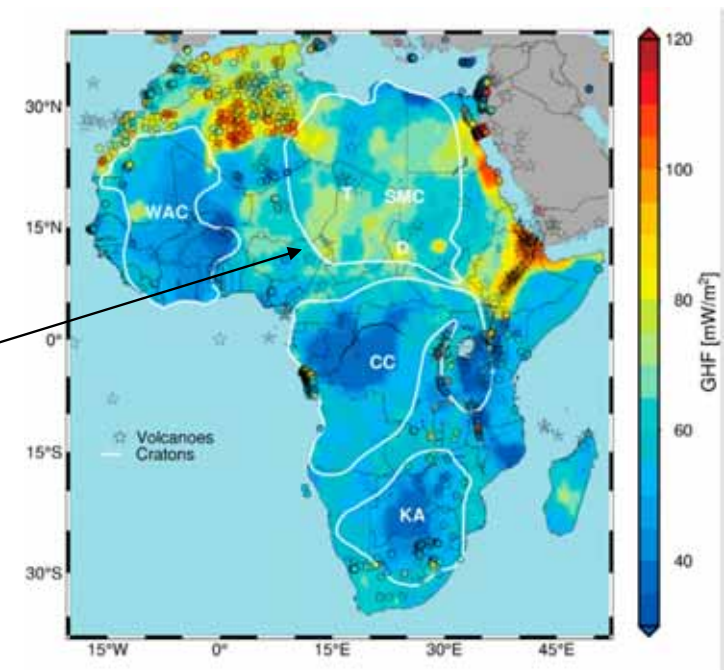 120
100
80
60
40
GHF [mW/m²]
30°N
15°N
0°
15°S
30°S
15°W 0° 15°E 30°E 45°E
WAC
T
SMC
D
CC
KA
Volcanoes
Cratons